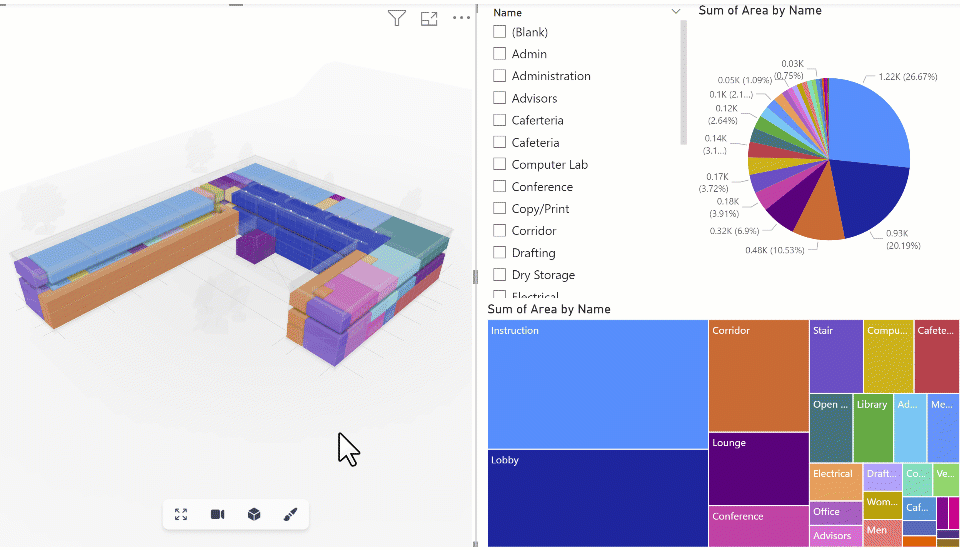 Name
(Blank)
Admin
Administration
Advisors
Caferteria
Cafeteria
Computer Lab
Conference
Copy/Print
Corridor
Drafting
Dry Storage
Electrical
Sum of Area by Name
0.03K
(0.75%)
0.05K (1.09%)
0.1K (2.1...)
0.12K
(2.64%)
0.14K
(3.1...)
0.17K
(3.72%)
0.18K
(3.91%)
0.32K (6.9%)
0.48K (10.53%)
0.93K
(20.19%)
1.22K (26.67%)
Sum of Area by Name
Instruction
Lobby
Corridor
Lounge
Conference
Stair
Compu...
Cafete...
Open ...
Library
Ad...
Me...
Electrical
Office
Advisors
Draft...
Wom...
Men
Co...
Caf...
Ve...